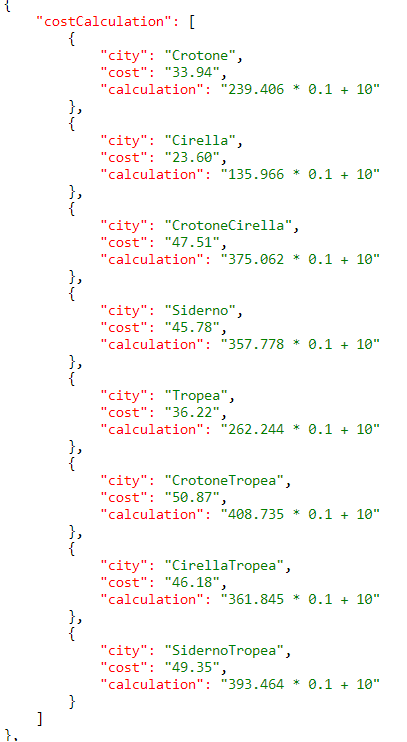 {
    "costCalculation": [
        {
            "city": "Crotone",
            "cost": "33.94",
            "calculation": "239.406 * 0.1 + 10"
        },
        {
            "city": "Cirella",
            "cost": "23.60",
            "calculation": "135.966 * 0.1 + 10"
        },
        {
            "city": "CrotoneCirella",
            "cost": "47.51",
            "calculation": "375.062 * 0.1 + 10"
        },
        {
            "city": "Siderno",
            "cost": "45.78",
            "calculation": "357.778 * 0.1 + 10"
        },
        {
            "city": "Tropea",
            "cost": "36.22",
            "calculation": "262.244 * 0.1 + 10"
        },
        {
            "city": "CrotoneTropea",
            "cost": "50.87",
            "calculation": "408.735 * 0.1 + 10"
        },
        {
            "city": "CirellaTropea",
            "cost": "46.18",
            "calculation": "361.845 * 0.1 + 10"
        },
        {
            "city": "SidernoTropea",
            "cost": "49.35",
            "calculation": "393.464 * 0.1 + 10"
        }
    ]
},